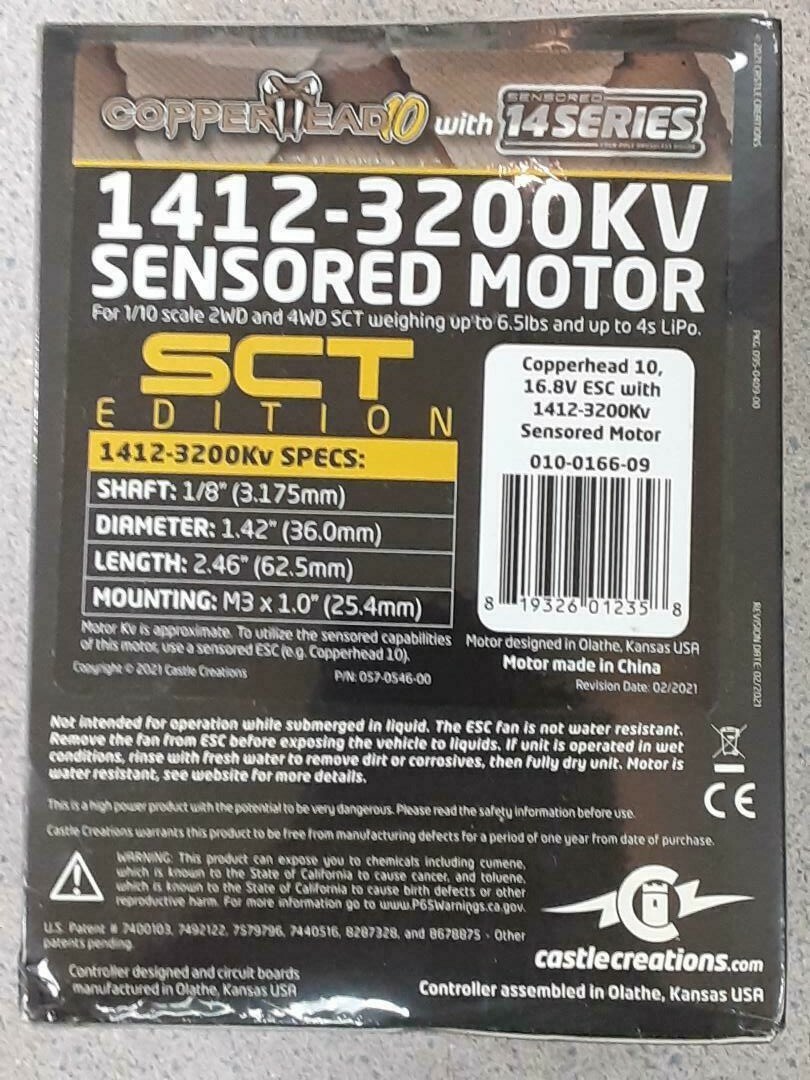 COPPERHEAD10 with SENSORED 14 SERIES
© 2021 CASTLE CREATIONS
1412-3200KV
SENSORED MOTOR
For 1/10 scale 2WD and 4WD SCT weighing up to 6.5lbs and up to 4s LiPo.
SCT
EDITION
1412-3200Kv SPECS:
SHAFT: 1/8" (3.175mm)
DIAMETER: 1.42" (36.0mm)
LENGTH: 2.46" (62.5mm)
MOUNTING: M3 x 1.0" (25.4mm)
Motor Kv is approximate. To utilize the sensored capabilities
of this motor, use a sensored ESC (e.g. Copperhead 10).
Copyright © 2021 Castle Creations
P/N: 057-0546-00
Copperhead 10,
16.8V ESC with
1412-3200Kv
Sensored Motor
010-0166-09
8 19326 01235 8
Motor designed in Olathe, Kansas USA
Motor made in China
Revision Date: 02/2021
PKG, 095-0409-00
REVISION DATE 02/2021
Not intended for operation while submerged in liquid. The ESC fan is not water resistant.
Remove the fan from ESC before exposing the vehicle to liquids. If unit is operated in wet
conditions, rinse with fresh water to remove dirt or corrosives, then fully dry unit. Motor is
water resistant, see website for more details.
CE
This is a high power product with the potential to be very dangerous. Please read the safety information before use.
Castle Creations warrants this product to be free from manufacturing defects for a period of one year from date of purchase.
WARNING: This product can expose you to chemicals including cumene,
which is known to the State of California to cause cancer, and toluene,
which is known to the State of California to cause birth defects or other
reproductive harm. For more information go to www.P65Warnings.ca.gov.
U.S. Patent # 7400103, 7492122, 7579796, 7440516, 8287328, and 8678875 - Other
patents pending.
castlecreations.com
Controller designed and circuit boards
manufactured in Olathe, Kansas USA
Controller assembled in Olathe, Kansas USA